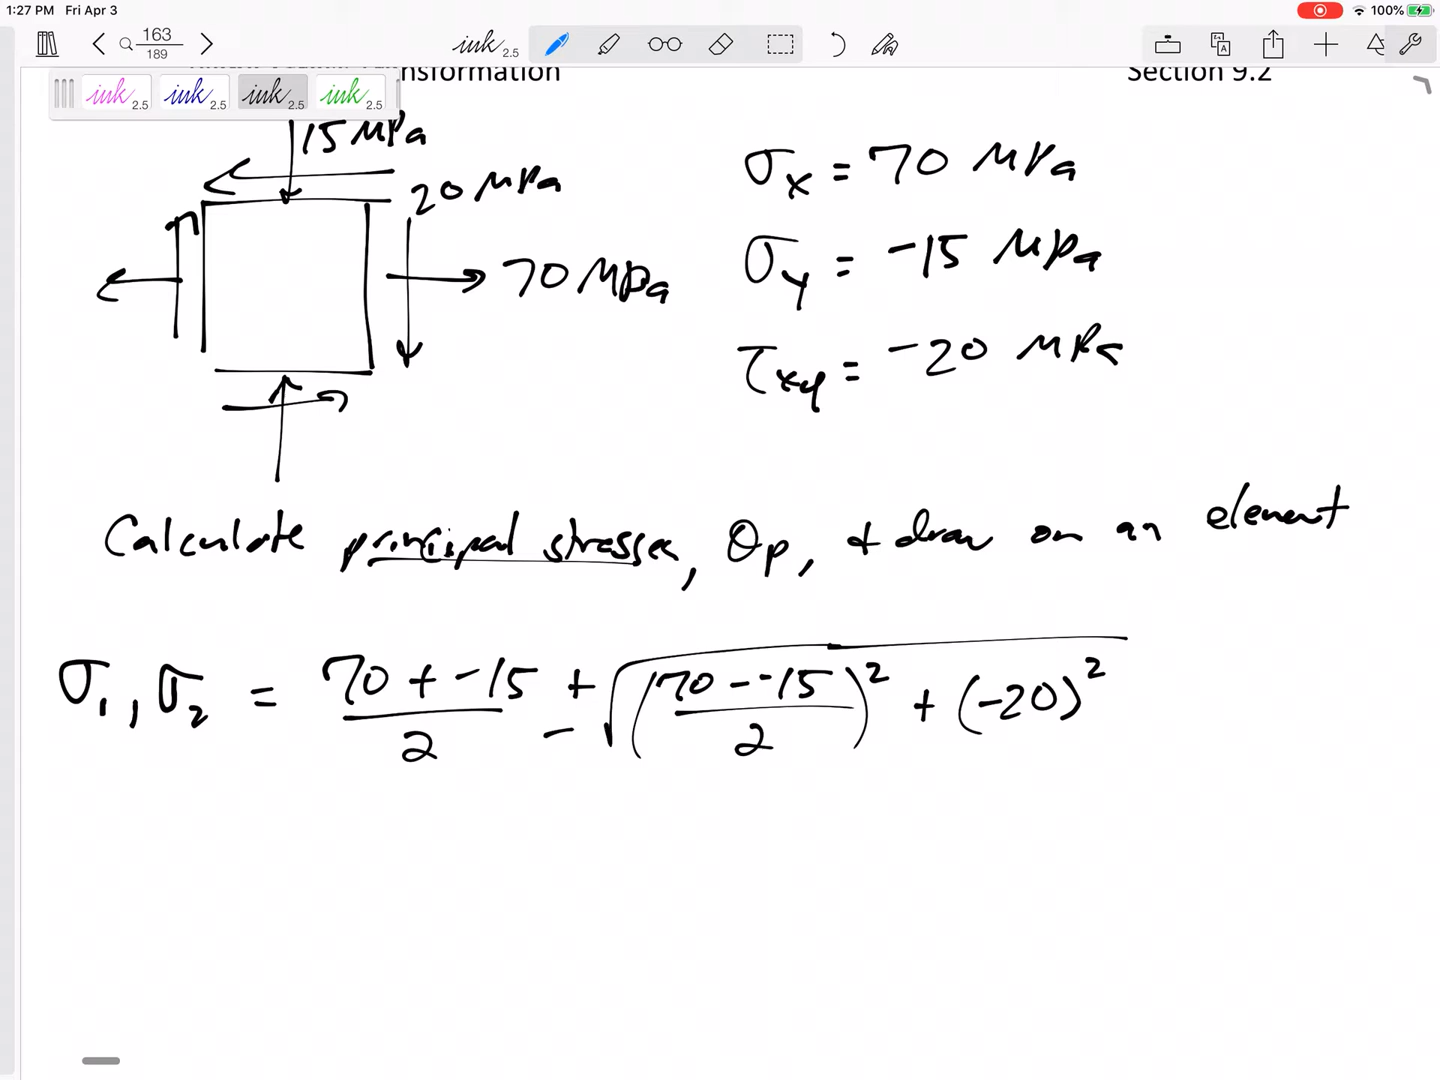 1:27 PM Fri Apr 3
100%
163
189
ink 2.5
ink 2.5 ink 2.5 ink 2.5 ink 2.5
nsformation
Section 9.2
15 MPa
20 MPa
70 MPa
σx = 70 MPa
σy = -15 MPa
τxy = -20 MPa
Calculate principal stresses, θp, + draw on an element
σ1, σ2 = (70 + -15)/2 ± √(((70 - -15)/2)² + (-20)²)